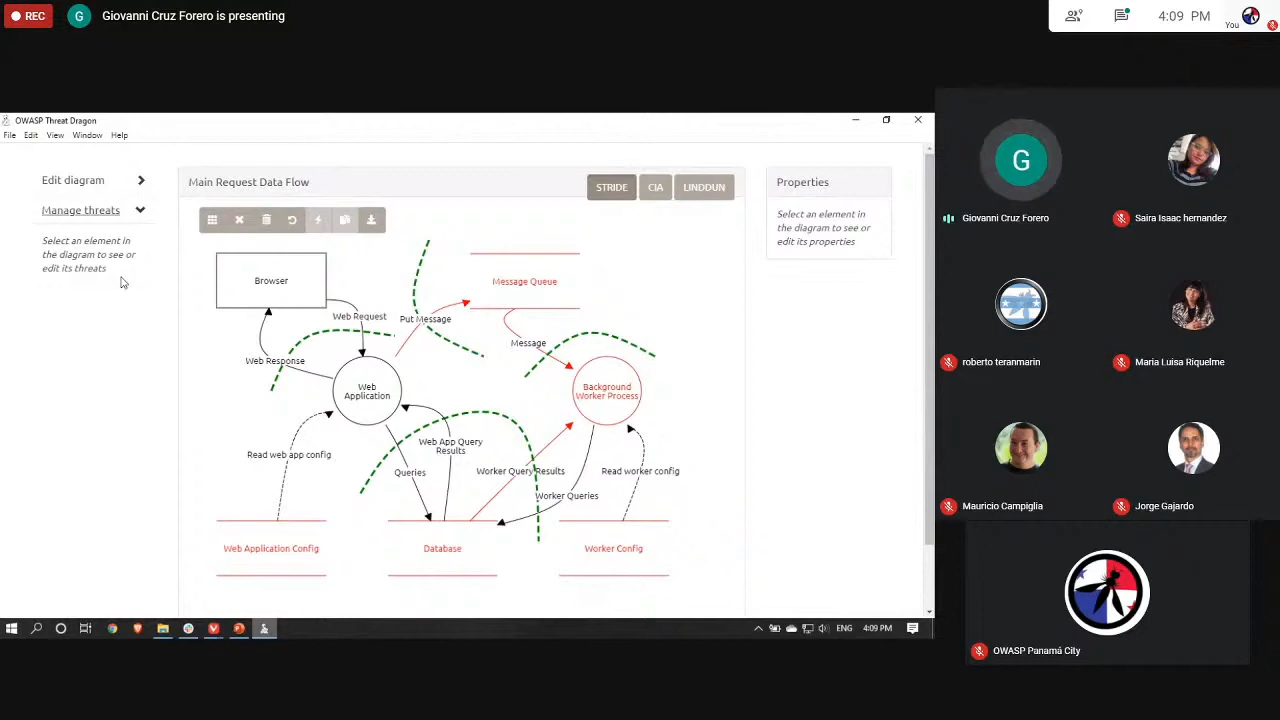 REC
G
Giovanni Cruz Forero is presenting
9
4:09 PM
You
OWASP Threat Dragon
File Edit View Window Help
Edit diagram
Manage threats
Select an element in
the diagram to see or
edit its threats
Main Request Data Flow
STRIDE
CIA
LINDDUN
Properties
Select an element in
the diagram to see or
edit its properties
Browser
Message Queue
Web Request
Put Message
Message
Web Response
Web
Application
Background
Worker Process
Read web app config
Web App Query
Results
Queries
Worker Query Results
Read worker config
Worker Queries
Web Application Config
Database
Worker Config
ENG
4:09 PM
G
Giovanni Cruz Forero
Saira Isaac hernandez
roberto teranmarin
Maria Luisa Riquelme
Mauricio Campiglia
Jorge Gajardo
OWASP Panamá City